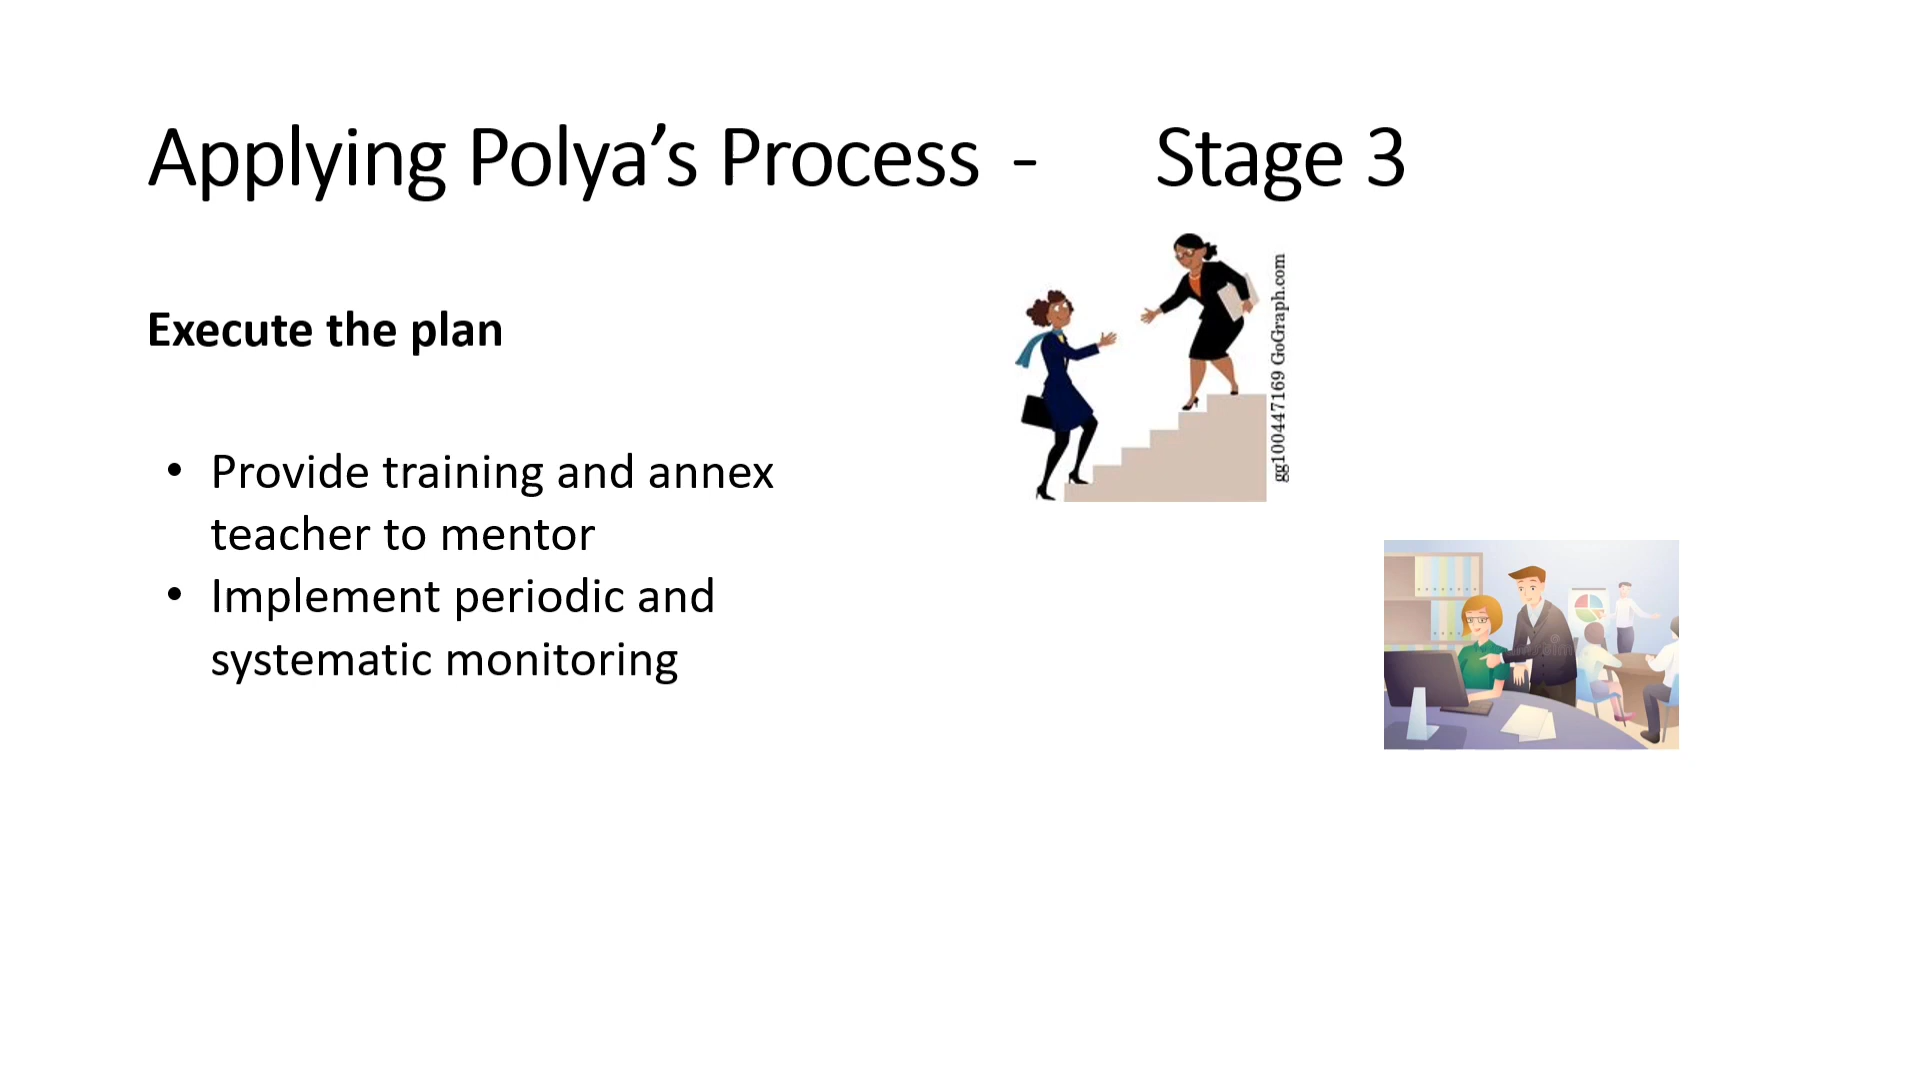 Applying Polya’s Process - Stage 3
Execute the plan
• Provide training and annex
teacher to mentor
• Implement periodic and
systematic monitoring
gg100447169 GoGraph.com